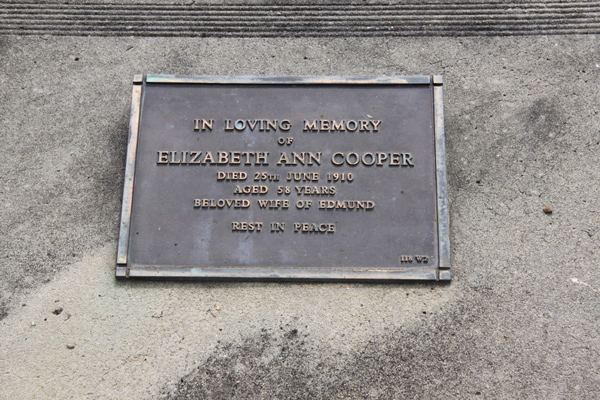 IN LOVING MEMORY
OF
ELIZABETH ANN COOPER
DIED 25TH JUNE 1910
AGED 58 YEARS
BELOVED WIFE OF EDMUND
REST IN PEACE